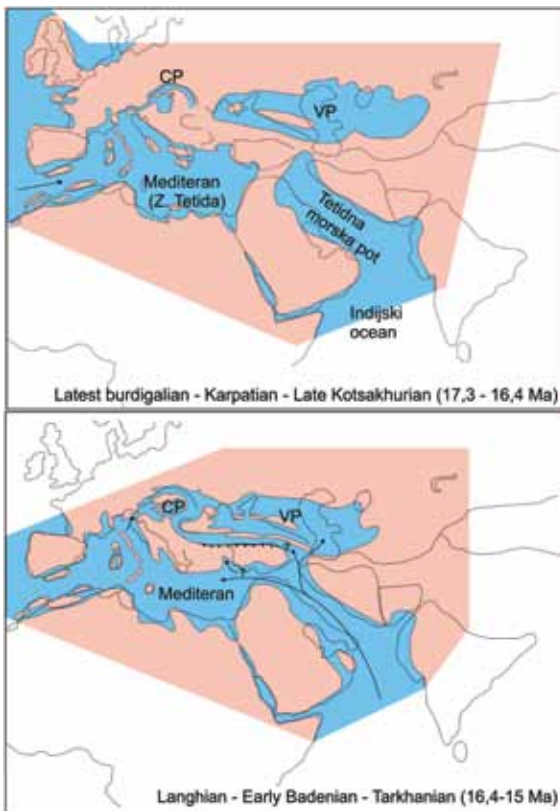 CP
VP
Mediteran
(Z. Tetida)
Tetidna
morska pot
Indijski
ocean
Latest burdigalian - Karpatian - Late Kotsakhurian (17,3 - 16,4 Ma)
CP
VP
Mediteran
Langhian - Early Badenian - Tarkhanian (16,4-15 Ma)